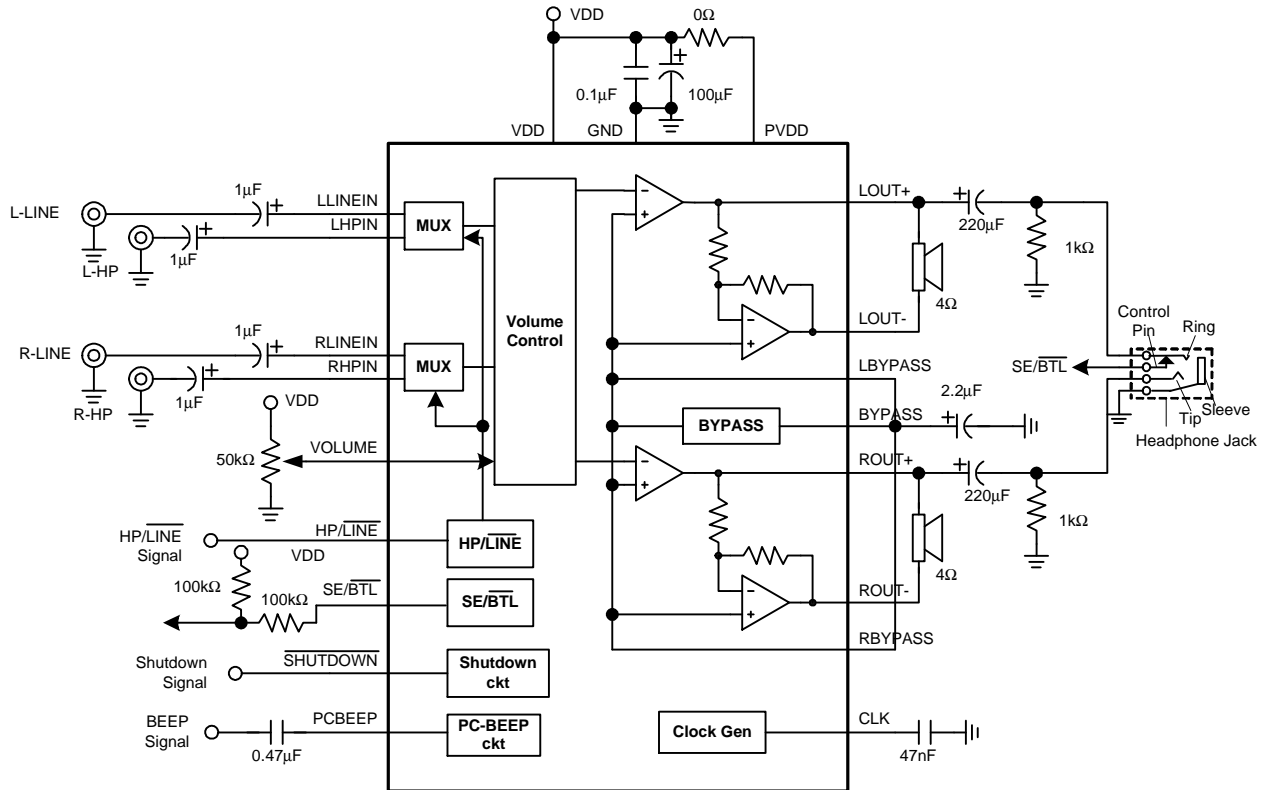 VDD
0Ω
0.1µF
100µF
VDD
GND
PVDD
L-LINE
1µF
LLINEIN
LHPIN
1µF
L-HP
MUX
R-LINE
1µF
RLINEIN
RHPIN
1µF
R-HP
MUX
VDD
50kΩ
VOLUME
Volume
Control
HP/LINE
Signal
HP/LINE
HP/LINE
VDD
100kΩ
100kΩ
SE/BTL
SE/BTL
Shutdown
Signal
SHUTDOWN
Shutdown
ckt
BEEP
Signal
0.47µF
PCBEEP
PC-BEEP
ckt
BYPASS
Clock Gen
LOUT+
220µF
1kΩ
4Ω
LOUT-
LBYPASS
BYPASS
2.2µF
ROUT+
220µF
1kΩ
4Ω
ROUT-
RBYPASS
CLK
47nF
Control
Pin
Ring
SE/BTL
Tip
Sleeve
Headphone Jack